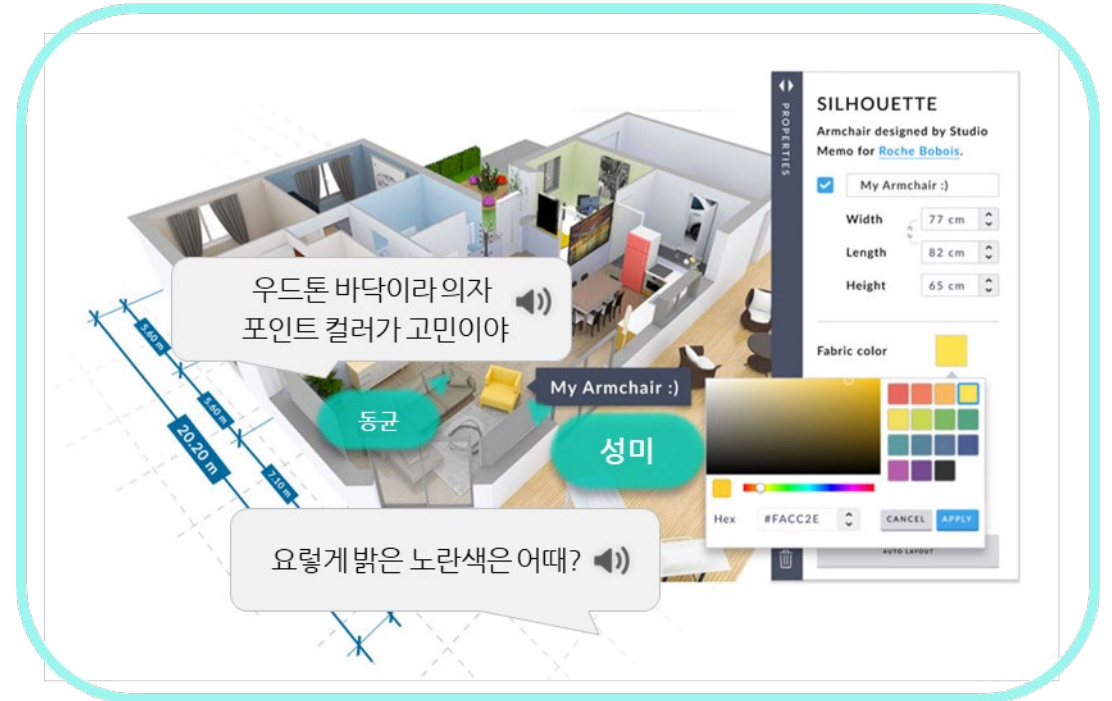 PROPERTIES
SILHOUETTE
Armchair designed by Studio
Memo for Roche Bobois.
My Armchair :)
Width
77 cm
Length
82 cm
Height
65 cm
우드톤 바닥이라 의자
포인트 컬러가 고민이야
5.60 m
5.60 m
20.20 m
7.10 m
동균
My Armchair :)
성미
Fabric color
Hex
#FACC2E
CANCEL
APPLY
AUTO LAYOUT
요렇게 밝은 노란색은 어때?